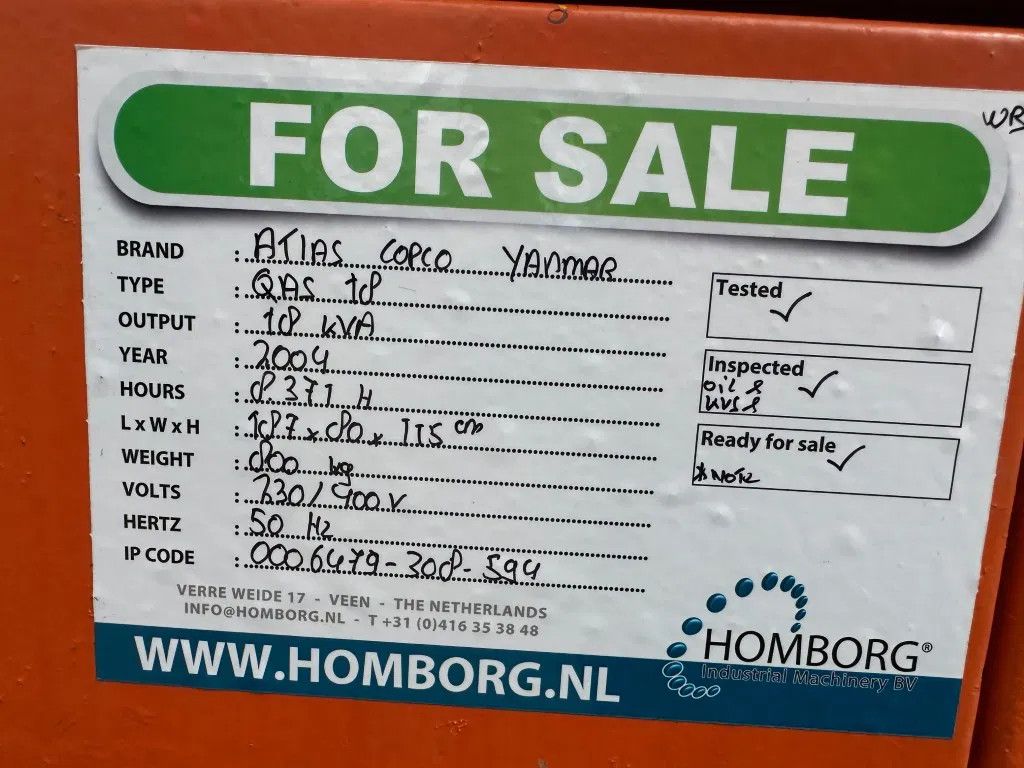 WR
FOR SALE
BRAND : ATLAS COPCO YANMAR
TYPE : QAS 18
OUTPUT : 18 KVA
YEAR : 2004
HOURS : 8.371 H
L x W x H : 187 x 80 x 115 cm
WEIGHT : 800 kg
VOLTS : 230/400 V
HERTZ : 50 Hz
IP CODE : 0006479-308-594
Tested ✓
Inspected ✓
oil &
Ready for sale ✓
VERRE WEIDE 17 - VEEN - THE NETHERLANDS
INFO@HOMBORG.NL - T +31 (0)416 35 38 48
WWW.HOMBORG.NL
HOMBORG®
Industrial Machinery BV